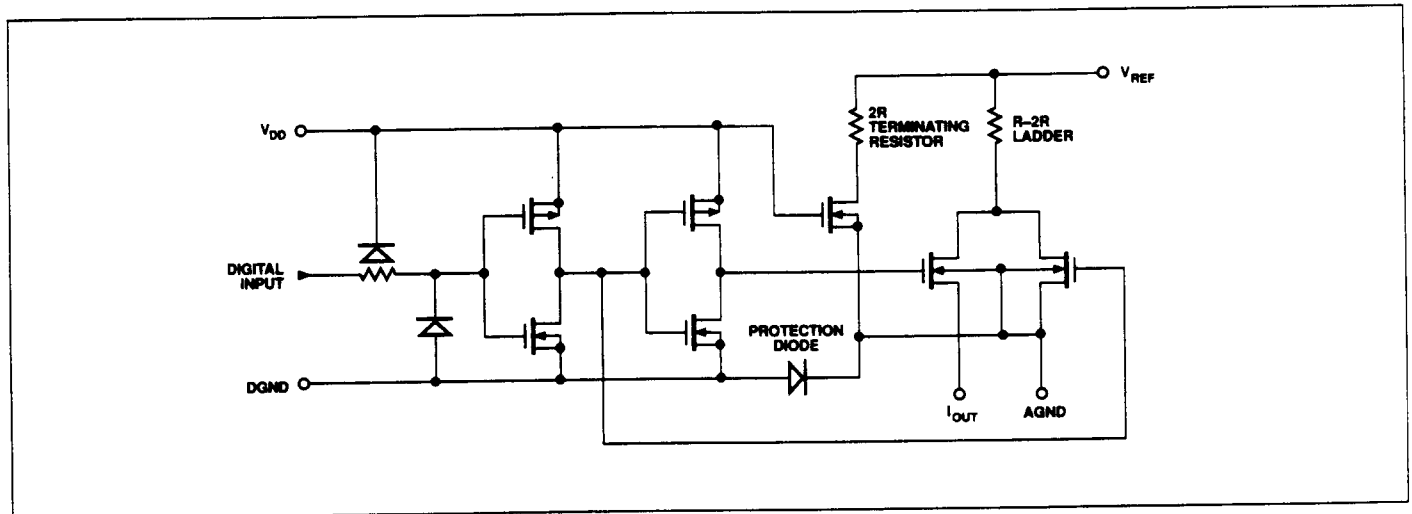 V_REF
2R
TERMINATING
RESISTOR
R–2R
LADDER
V_DD
DIGITAL
INPUT
PROTECTION
DIODE
DGND
I_OUT
AGND